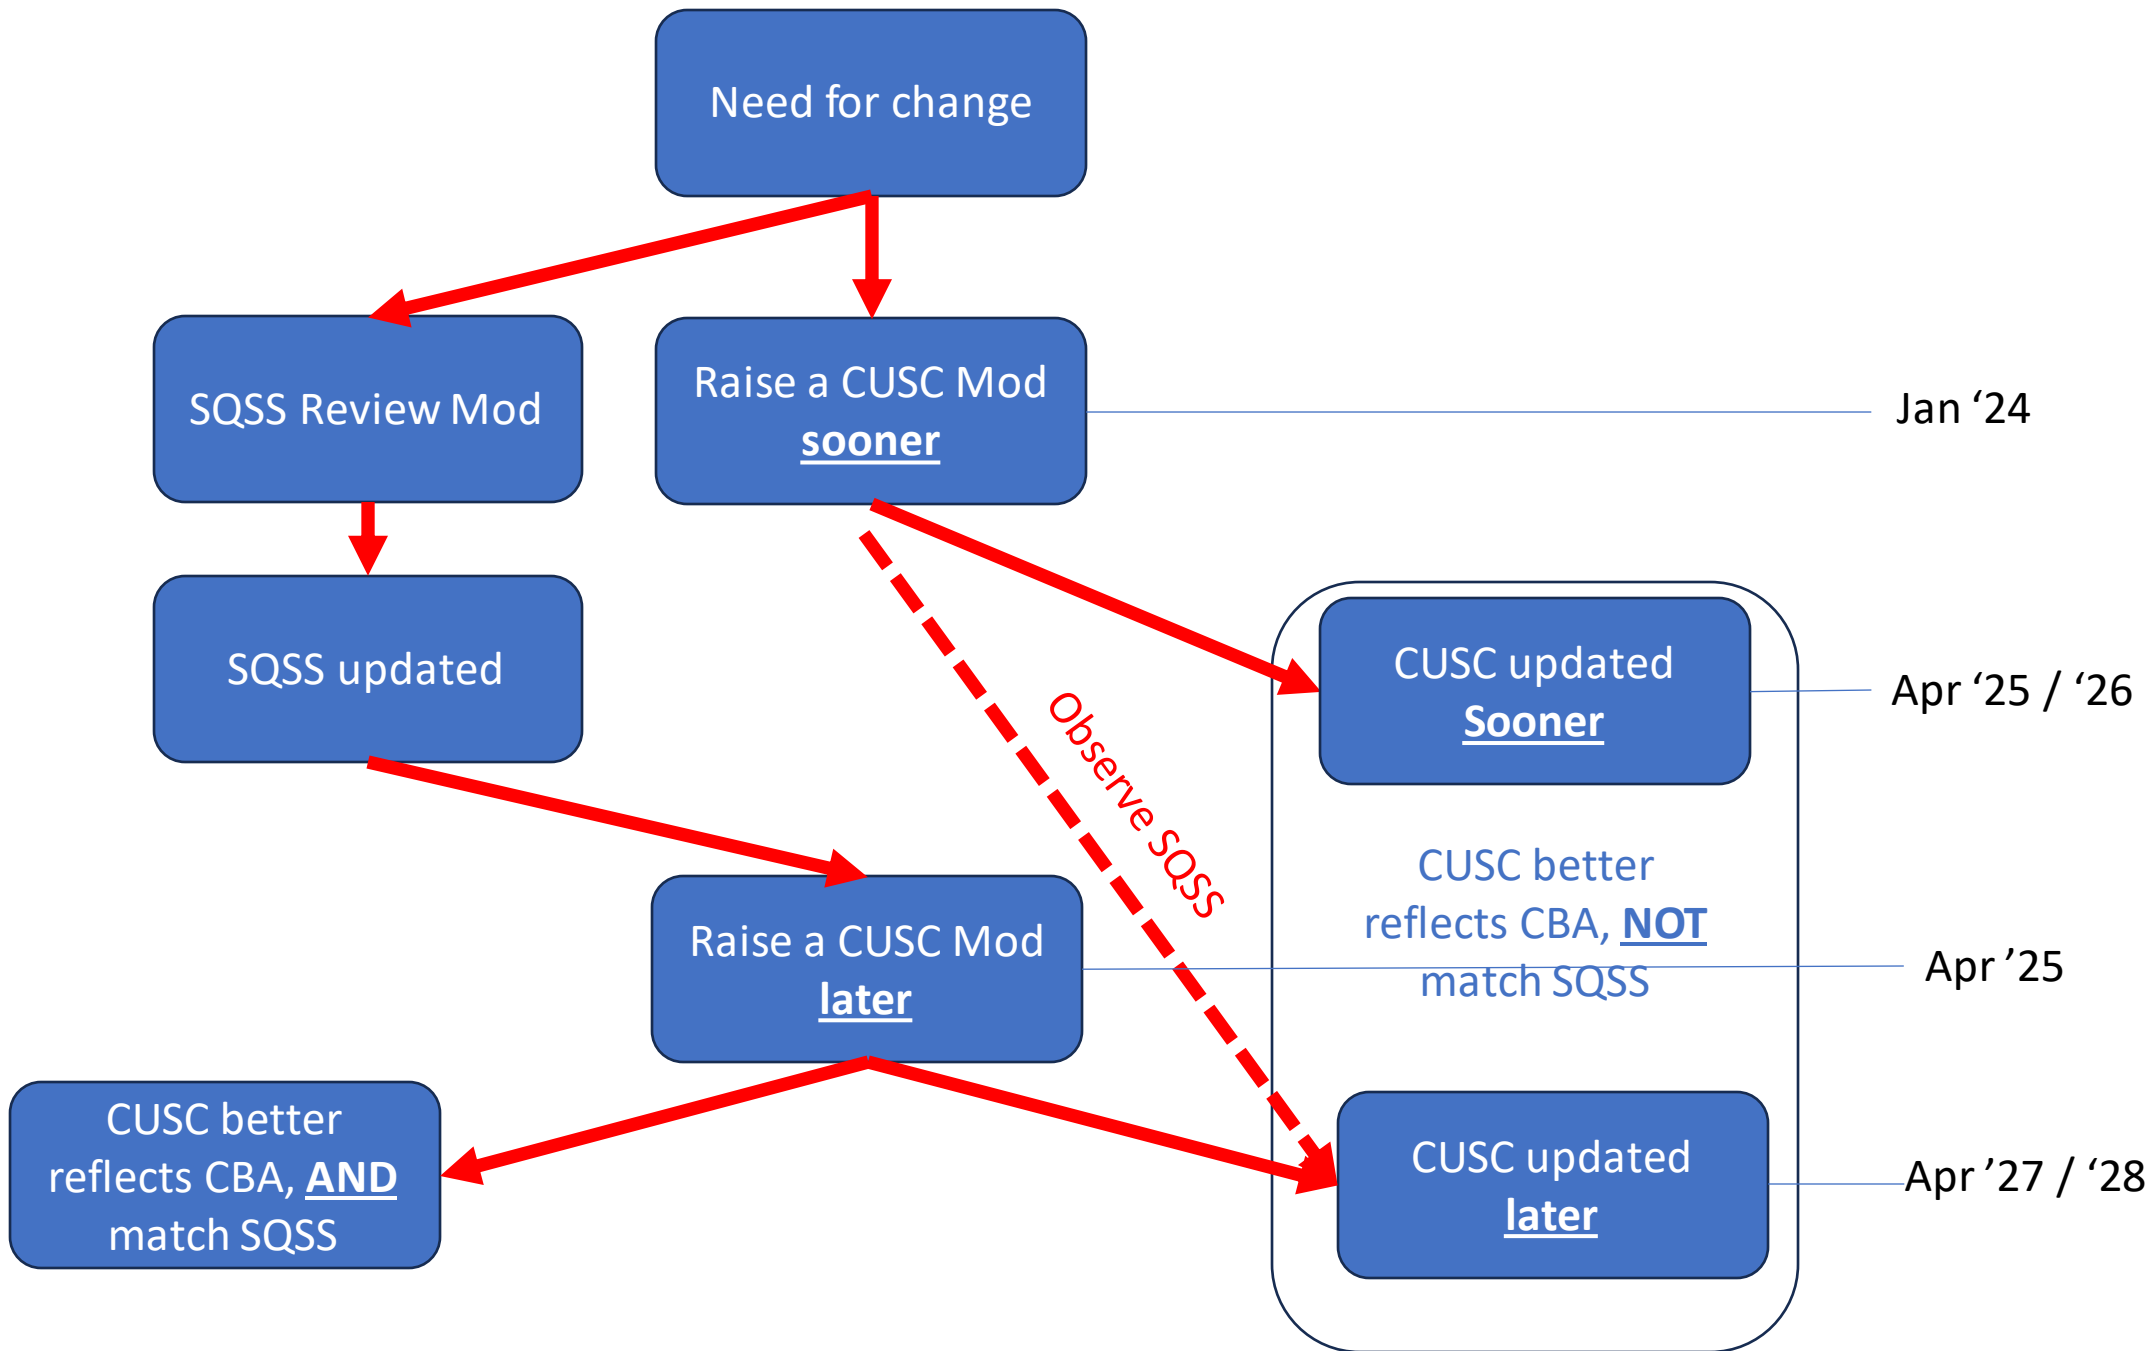 Need for change
SQSS Review Mod
Raise a CUSC Mod
sooner
Jan ‘24
SQSS updated
CUSC updated
Sooner
Apr ‘25 / ‘26
Observe SQSS
CUSC better
reflects CBA, NOT
match SQSS
Raise a CUSC Mod
later
Apr ’25
CUSC better
reflects CBA, AND
match SQSS
CUSC updated
later
Apr ’27 / ‘28